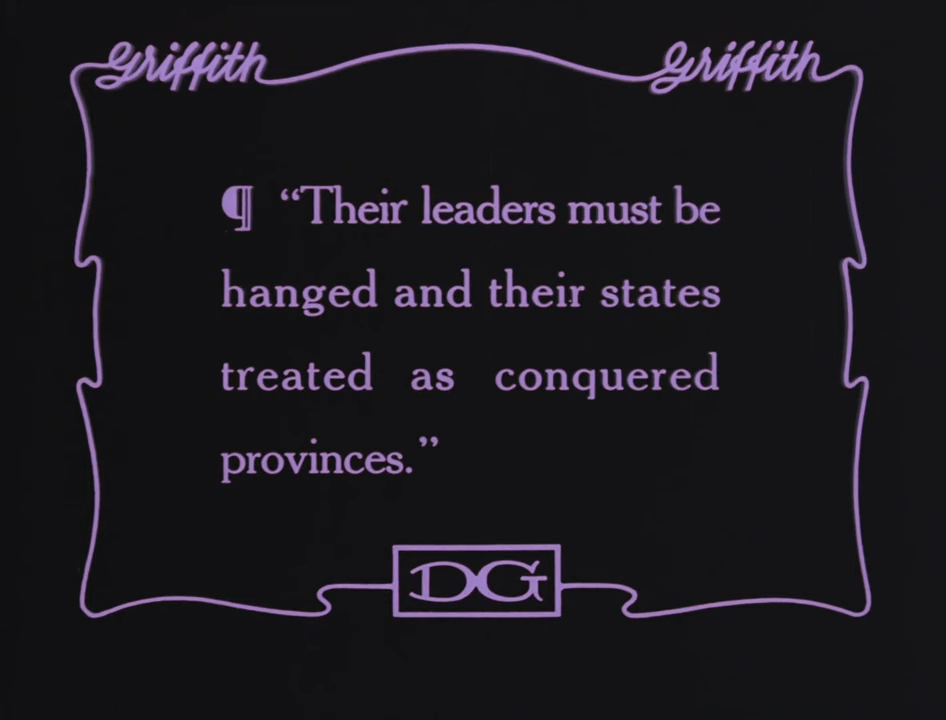 Griffith Griffith
¶ “Their leaders must be
hanged and their states
treated as conquered
provinces.”
DG